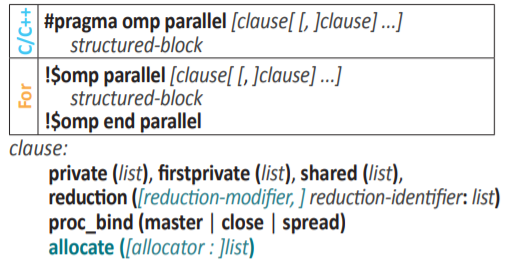 C/C++
#pragma omp parallel [clause[ [, ]clause] ...]
structured-block
For
!$omp parallel [clause[ [, ]clause] ...]
structured-block
!$omp end parallel
clause:
private (list), firstprivate (list), shared (list),
reduction ([reduction-modifier, ] reduction-identifier: list)
proc_bind (master | close | spread)
allocate ([allocator : ]list)